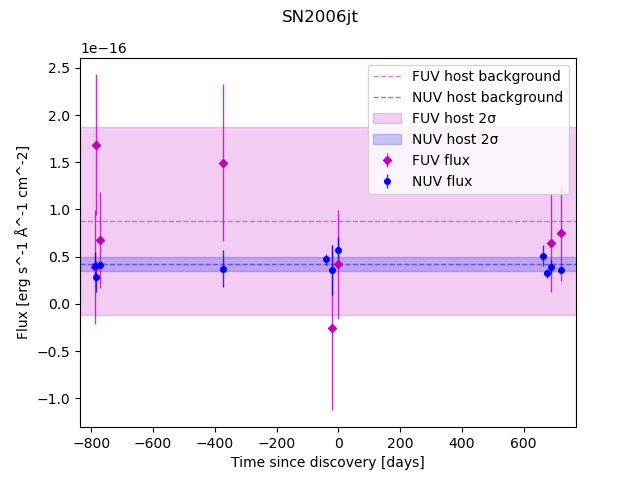 SN2006jt
1e−16
2.5
2.0
1.5
1.0
0.5
0.0
−0.5
−1.0
Flux [erg s^-1 Å^-1 cm^-2]
FUV host background
NUV host background
FUV host 2σ
NUV host 2σ
FUV flux
NUV flux
−800 −600 −400 −200 0 200 400 600
Time since discovery [days]